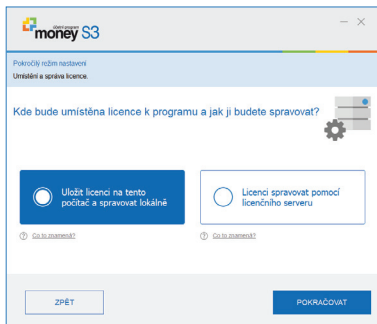 účetní program
money S3
Pokročilý režim nastavení
Umístění a správa licence.
Kde bude umístěna licence k programu a jak ji budete spravovat?
Uložit licenci na tento
počítač a spravovat lokálně
Licenci spravovat pomocí
licenčního serveru
Co to znamená?
Co to znamená?
ZPĚT
POKRAČOVAT